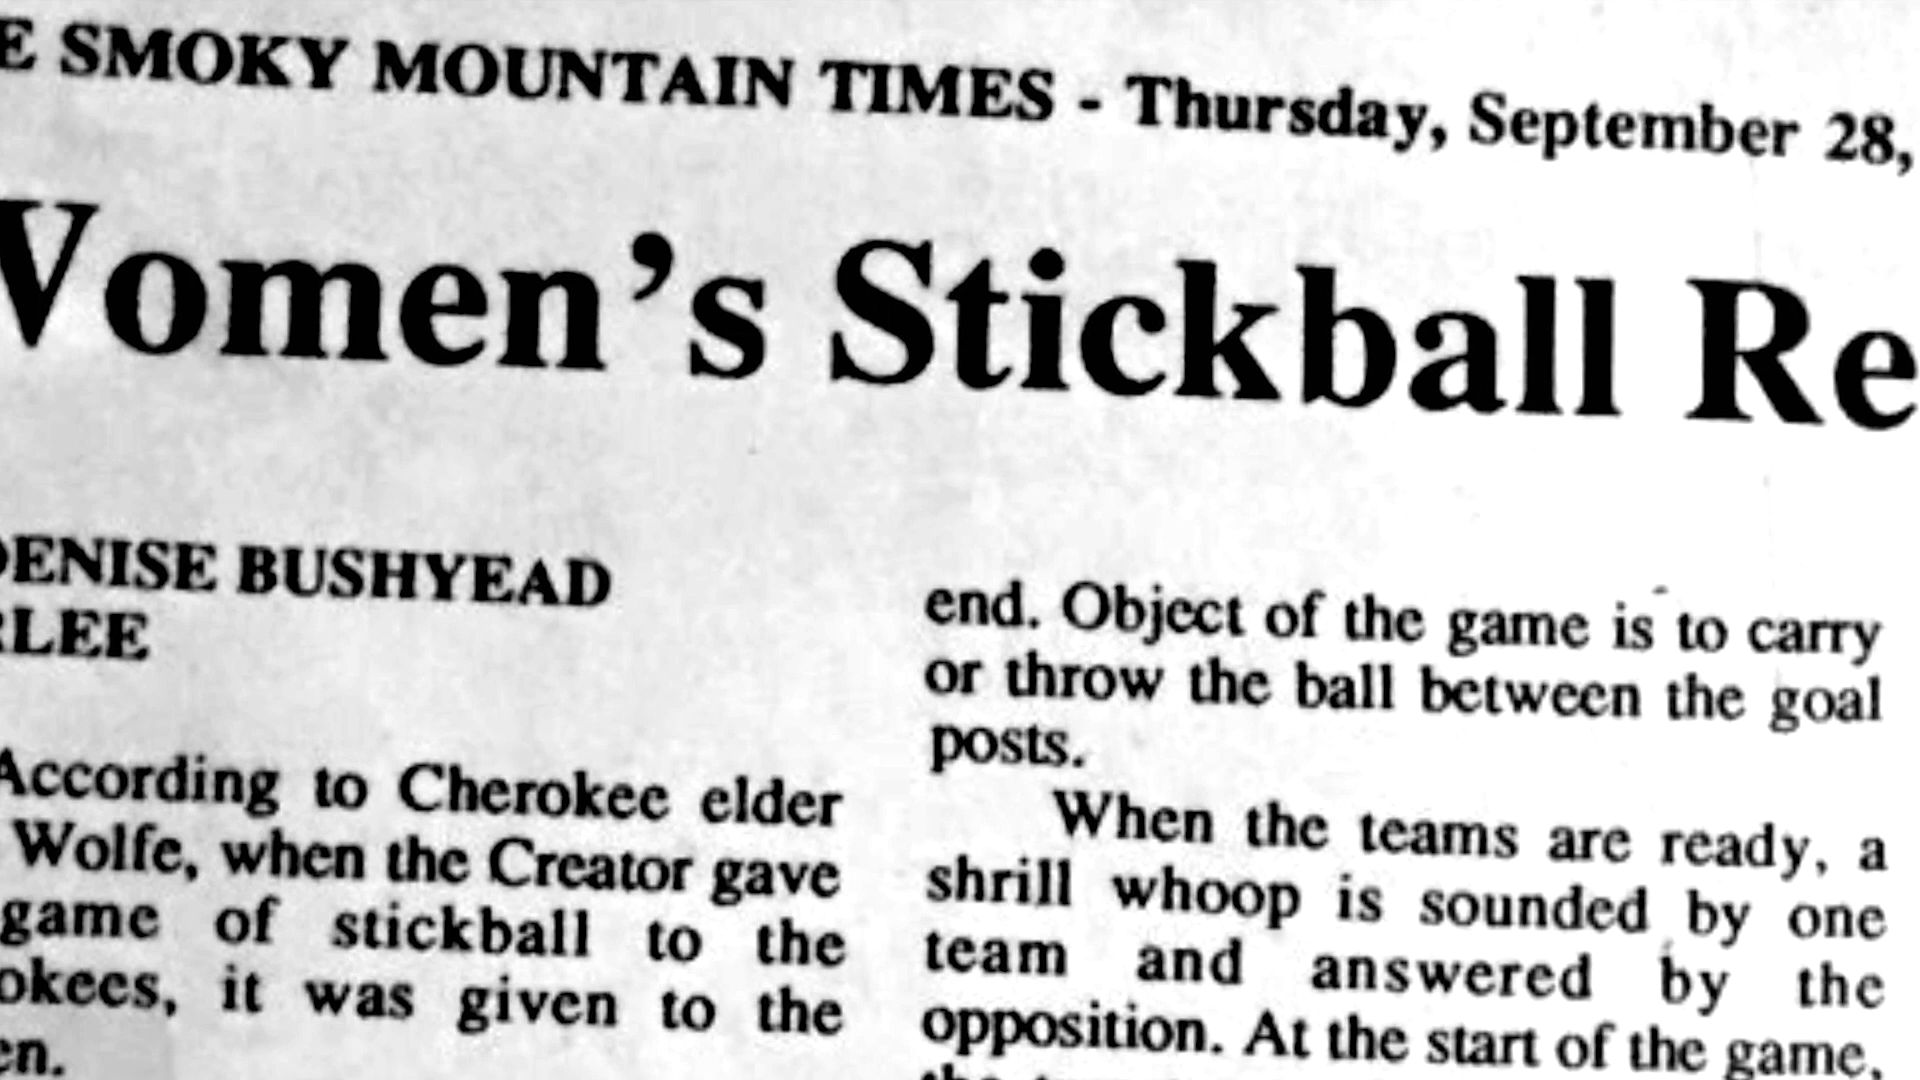 E SMOKY MOUNTAIN TIMES - Thursday, September 28,
Women's Stickball Re
DENISE BUSHYEAD
RLEE
According to Cherokee elder
Wolfe, when the Creator gave
game of stickball to the
okees, it was given to the
en.
end. Object of the game is to carry
or throw the ball between the goal
posts.
When the teams are ready, a
shrill whoop is sounded by one
team and answered by the
opposition. At the start of the game,